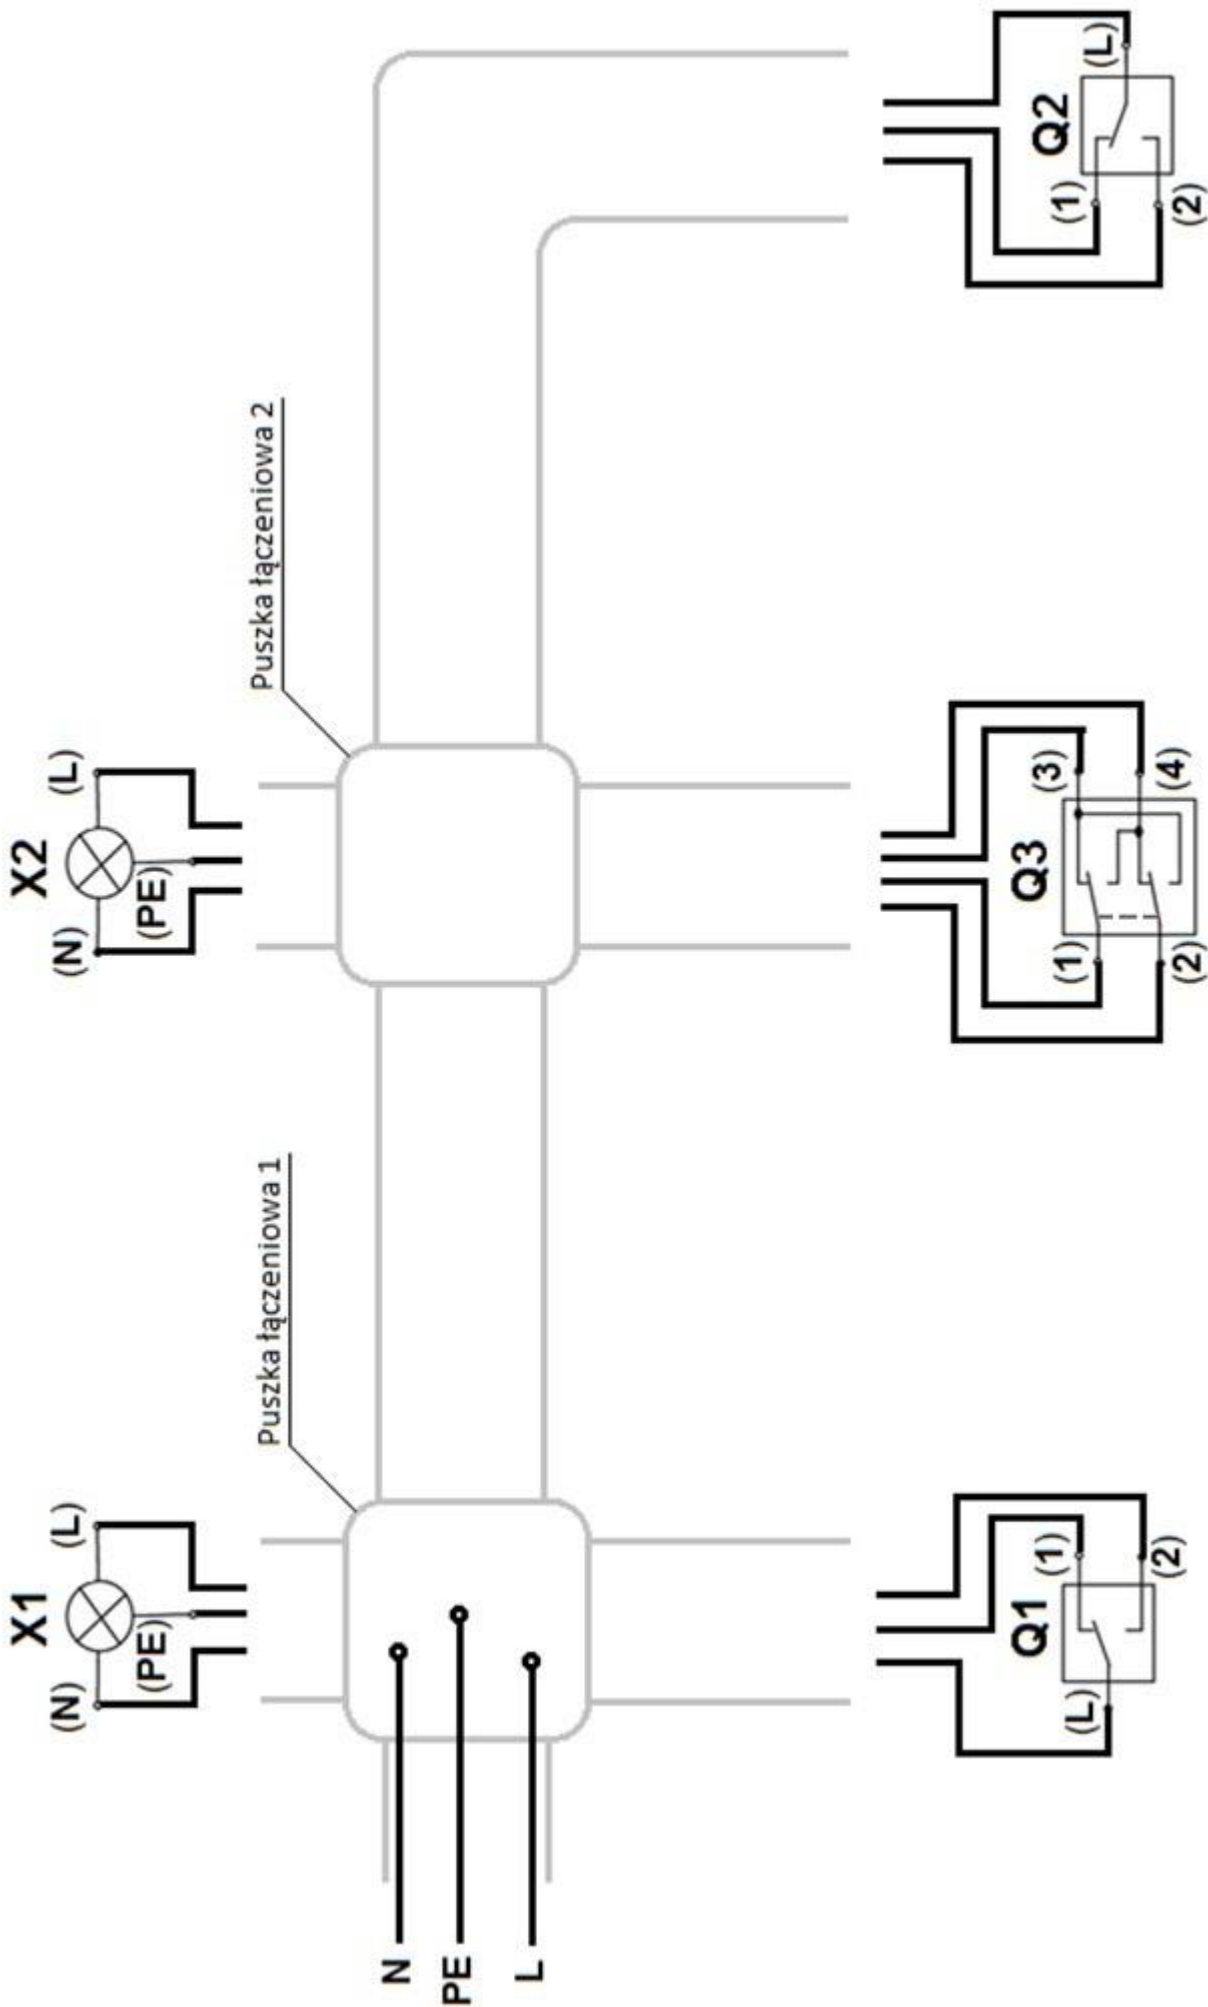 X1
(N)
(L)
(PE)
X2
(N)
(L)
(PE)
Puszka łączeniowa 1
Puszka łączeniowa 2
N
PE
L
Q1
(L)
(1)
(2)
Q3
(1)
(3)
(2)
(4)
Q2
(1)
(L)
(2)